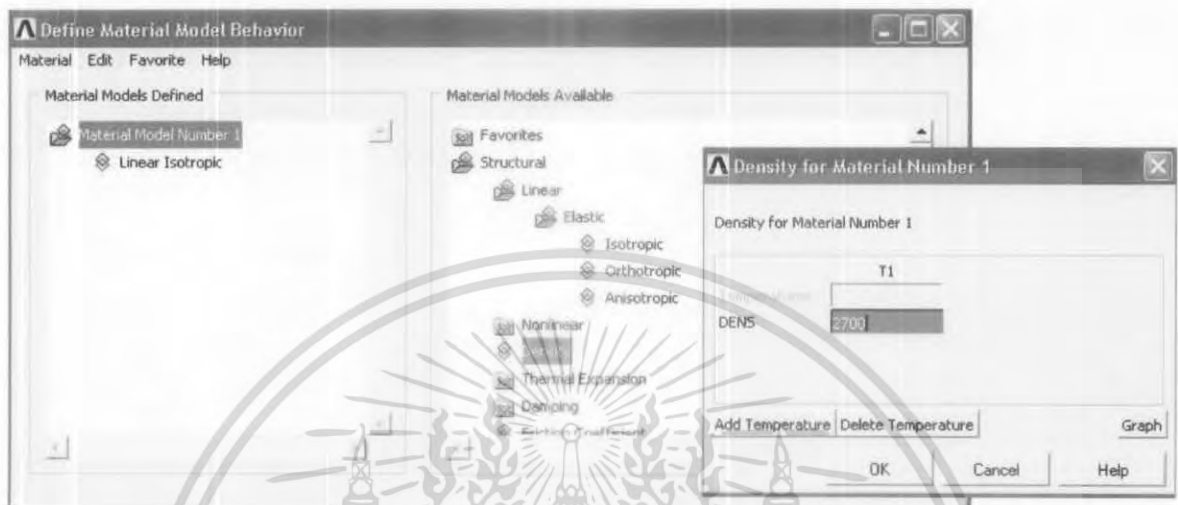 Define Material Model Behavior
Material Edit Favorite Help
Material Models Defined
Material Model Number 1
Linear Isotropic
Material Models Available
Favorites
Structural
Linear
Elastic
Isotropic
Orthotropic
Anisotropic
Nonlinear
Thermal Expansion
Damping
Friction Coefficient
Density for Material Number 1
Density for Material Number 1
T1
DENS 2700
Add Temperature Delete Temperature Graph
OK Cancel Help